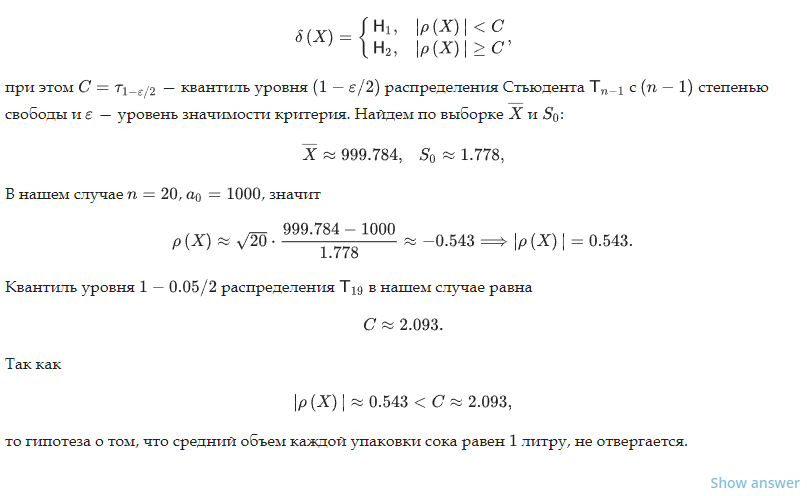 δ(X) = { H₁, |ρ(X)| < C
H₂, |ρ(X)| ≥ C ,
при этом C = τ₁₋ε/₂ — квантиль уровня (1 − ε/2) распределения Стьюдента Tₙ₋₁ с (n − 1) степенью
свободы и ε — уровень значимости критерия. Найдем по выборке X̅ и S₀:
X̅ ≈ 999.784, S₀ ≈ 1.778,
В нашем случае n = 20, a₀ = 1000, значит
ρ(X) ≈ √20 · (999.784 − 1000)/1.778 ≈ −0.543 ⟹ |ρ(X)| = 0.543.
Квантиль уровня 1 − 0.05/2 распределения T₁₉ в нашем случае равна
C ≈ 2.093.
Так как
|ρ(X)| ≈ 0.543 < C ≈ 2.093,
то гипотеза о том, что средний объем каждой упаковки сока равен 1 литру, не отвергается.
Show answer